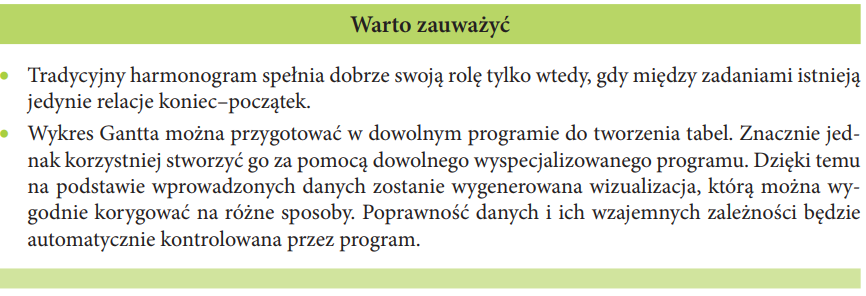 Warto zauważyć
• Tradycyjny harmonogram spełnia dobrze swoją rolę tylko wtedy, gdy między zadaniami istnieją
jedynie relacje koniec–początek.
• Wykres Gantta można przygotować w dowolnym programie do tworzenia tabel. Znacznie jed-
nak korzystniej stworzyć go za pomocą dowolnego wyspecjalizowanego programu. Dzięki temu
na podstawie wprowadzonych danych zostanie wygenerowana wizualizacja, którą można wy-
godnie korygować na różne sposoby. Poprawność danych i ich wzajemnych zależności będzie
automatycznie kontrolowana przez program.